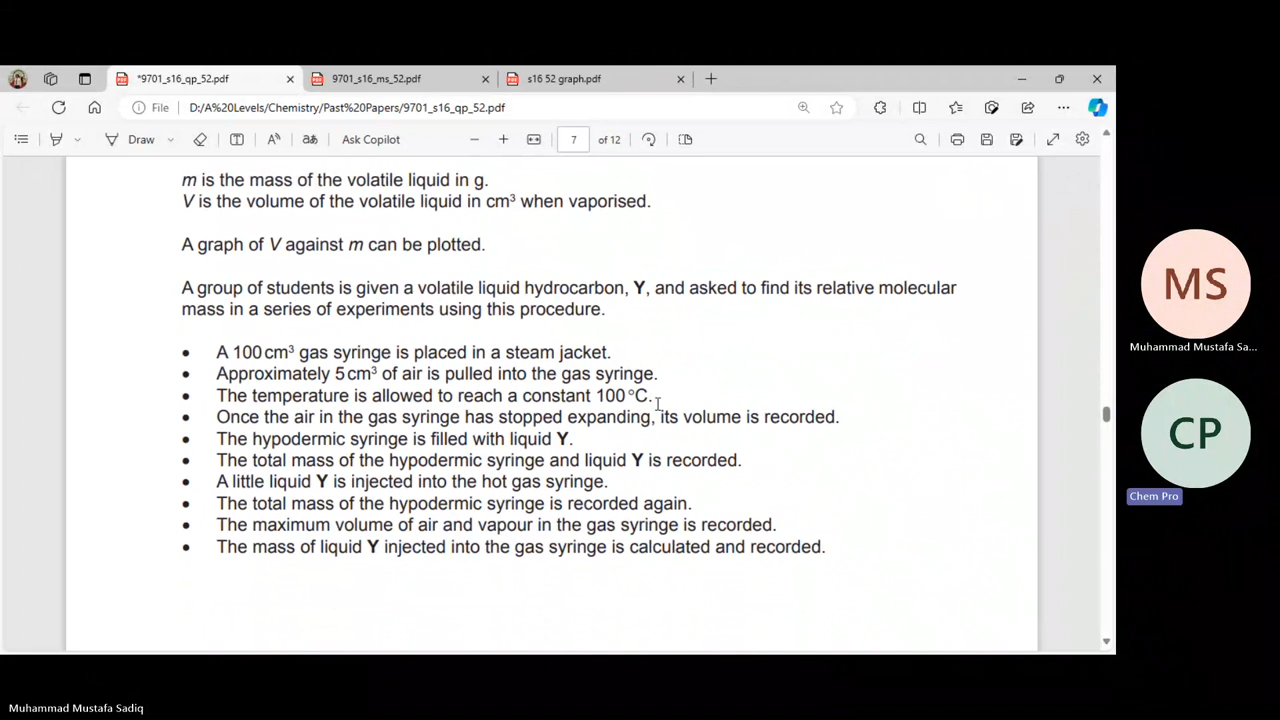 *9701_s16_qp_52.pdf
9701_s16_ms_52.pdf
s16 52 graph.pdf
File
D:/A%20Levels/Chemistry/Past%20Papers/9701_s16_qp_52.pdf
Draw
aあ
Ask Copilot
7
of 12
m is the mass of the volatile liquid in g.
V is the volume of the volatile liquid in cm³ when vaporised.
A graph of V against m can be plotted.
A group of students is given a volatile liquid hydrocarbon, Y, and asked to find its relative molecular
mass in a series of experiments using this procedure.
• A 100 cm³ gas syringe is placed in a steam jacket.
• Approximately 5 cm³ of air is pulled into the gas syringe.
• The temperature is allowed to reach a constant 100 °C.
• Once the air in the gas syringe has stopped expanding, its volume is recorded.
• The hypodermic syringe is filled with liquid Y.
• The total mass of the hypodermic syringe and liquid Y is recorded.
• A little liquid Y is injected into the hot gas syringe.
• The total mass of the hypodermic syringe is recorded again.
• The maximum volume of air and vapour in the gas syringe is recorded.
• The mass of liquid Y injected into the gas syringe is calculated and recorded.
MS
Muhammad Mustafa Sa...
CP
Chem Pro
Muhammad Mustafa Sadiq